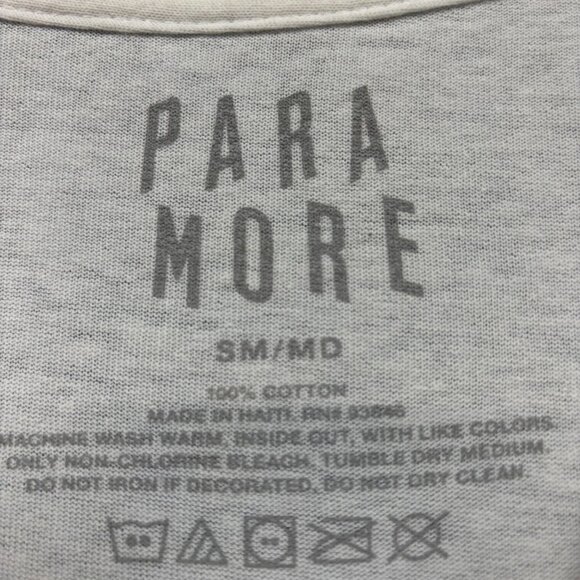 PARA
MORE
SM/MD
100% COTTON
MADE IN HAITI. RN# 93846
MACHINE WASH WARM, INSIDE OUT, WITH LIKE COLORS.
ONLY NON-CHLORINE BLEACH. TUMBLE DRY MEDIUM.
DO NOT IRON IF DECORATED. DO NOT DRY CLEAN.